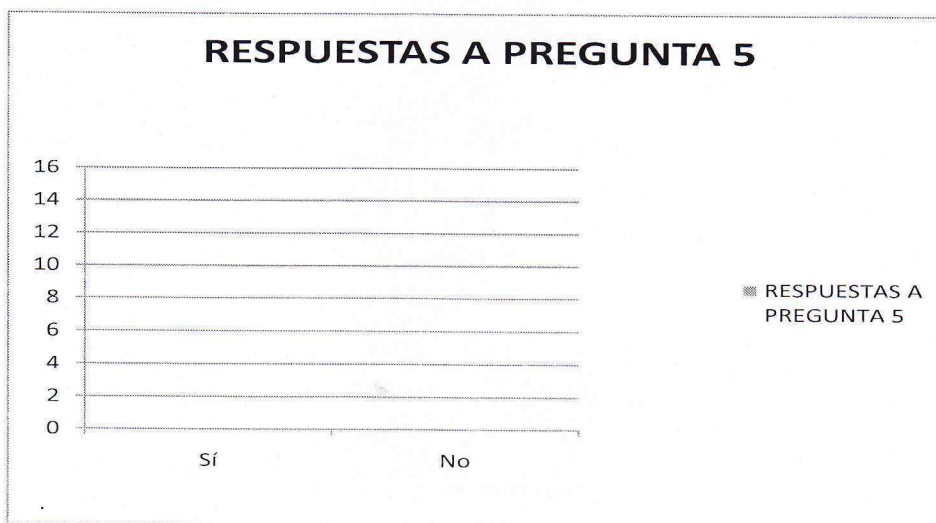 RESPUESTAS A PREGUNTA 5
16
14
12
10
8
6
4
2
0
Sí
No
RESPUESTAS A
PREGUNTA 5